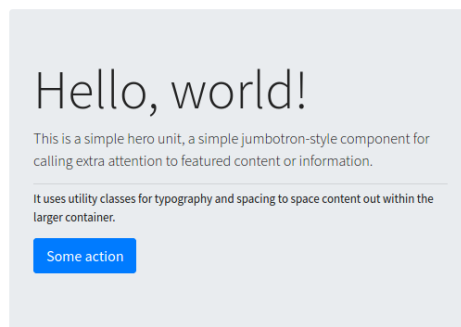 Hello, world!
This is a simple hero unit, a simple jumbotron-style component for
calling extra attention to featured content or information.
It uses utility classes for typography and spacing to space content out within the
larger container.
Some action